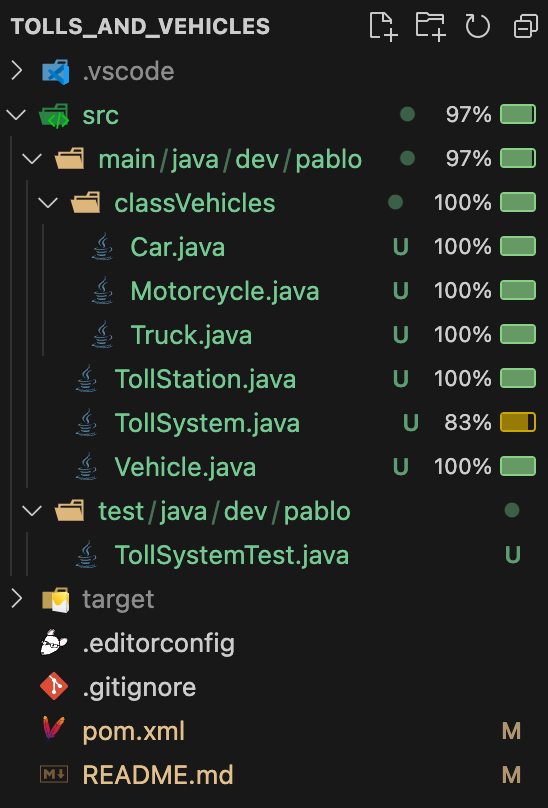 TOLLS_AND_VEHICLES
.vscode
src 97%
main/java/dev/pablo 97%
classVehicles 100%
Car.java U 100%
Motorcycle.java U 100%
Truck.java U 100%
TollStation.java U 100%
TollSystem.java U 83%
Vehicle.java U 100%
test/java/dev/pablo
TollSystemTest.java U
target
.editorconfig
.gitignore
pom.xml M
README.md M